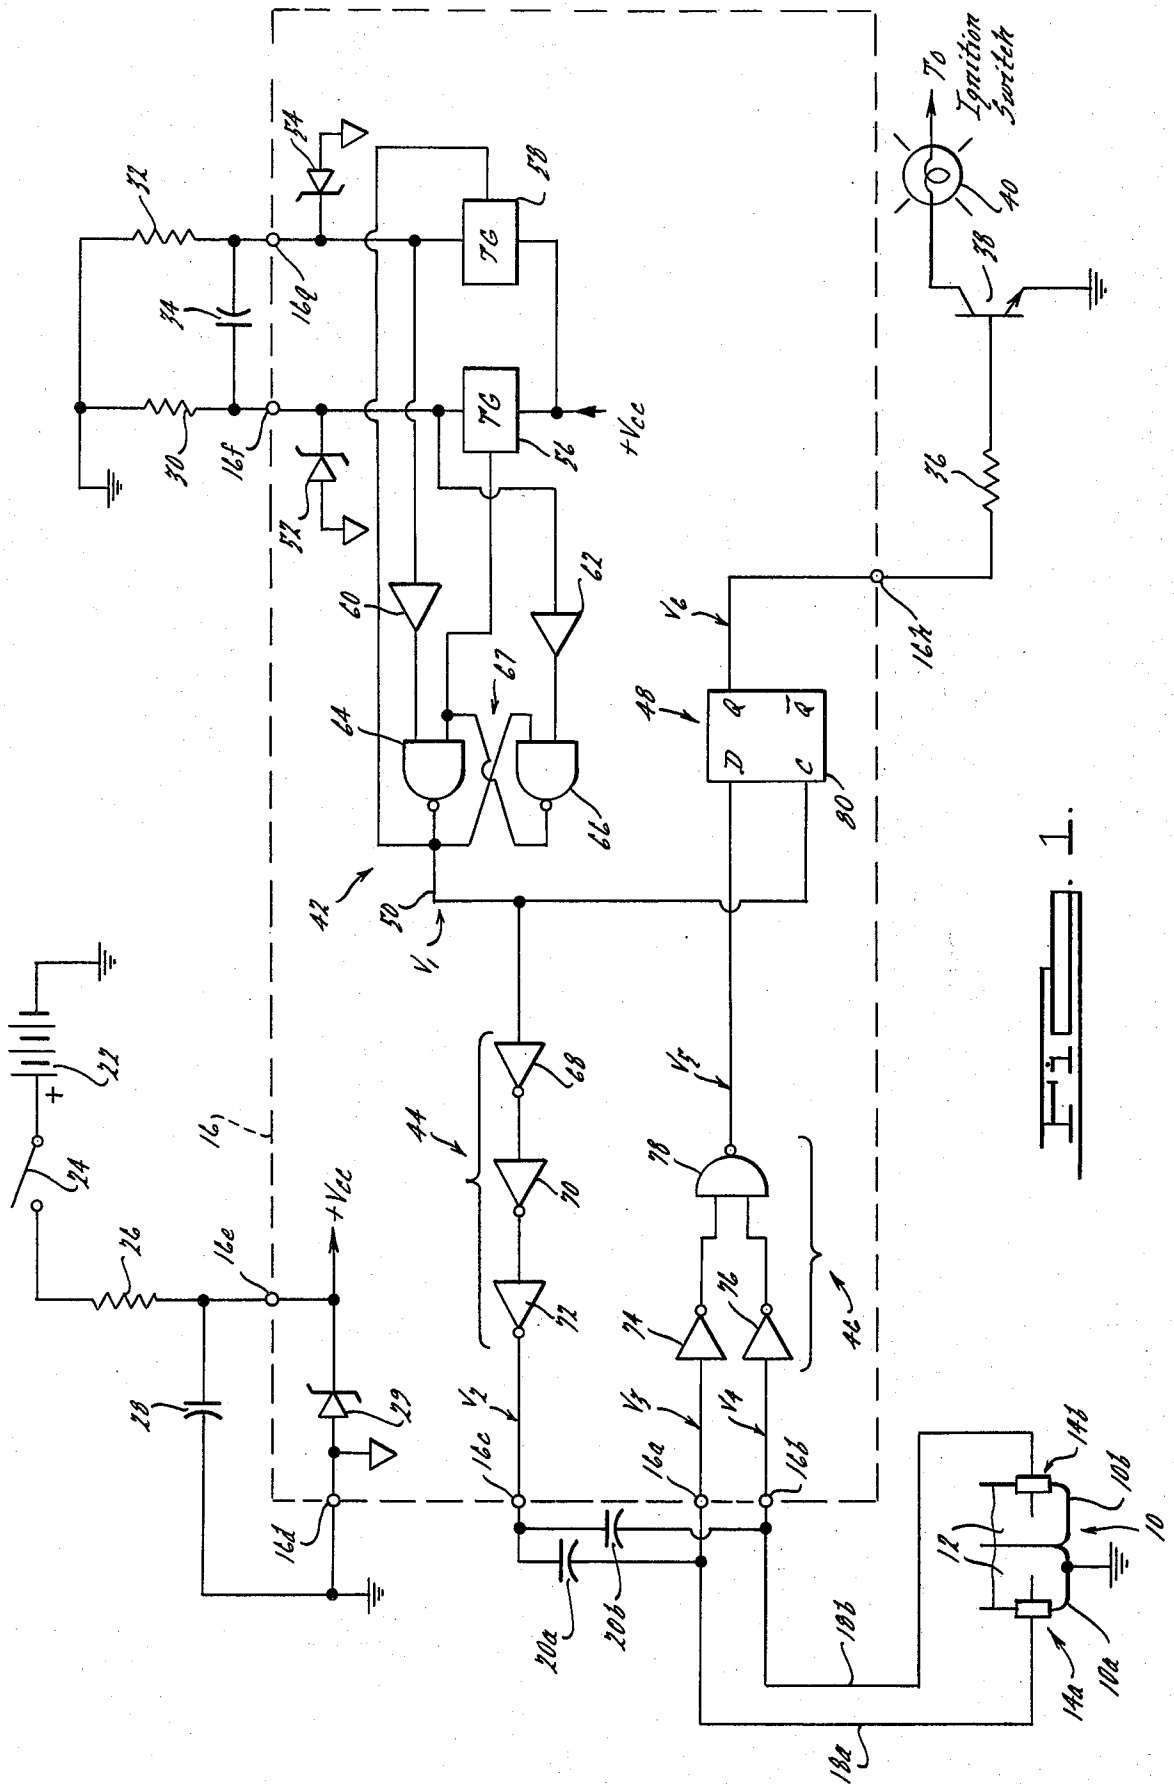 22
+
24
26
16
16e
+Vcc
28
29
16d
32
34
30
16f
16g
54
52
TG
58
TG
56
+Vcc
60
62
64
67
66
42
50
V1
44
68
70
72
V2
16c
20a
20b
16a
16b
V3
V4
74
76
78
46
V5
48
D
Q
C
Q̄
80
V6
16h
36
38
40
To
Ignition
Switch
18a
18b
12
14a
14b
10a
10b
10
Fig. 1.